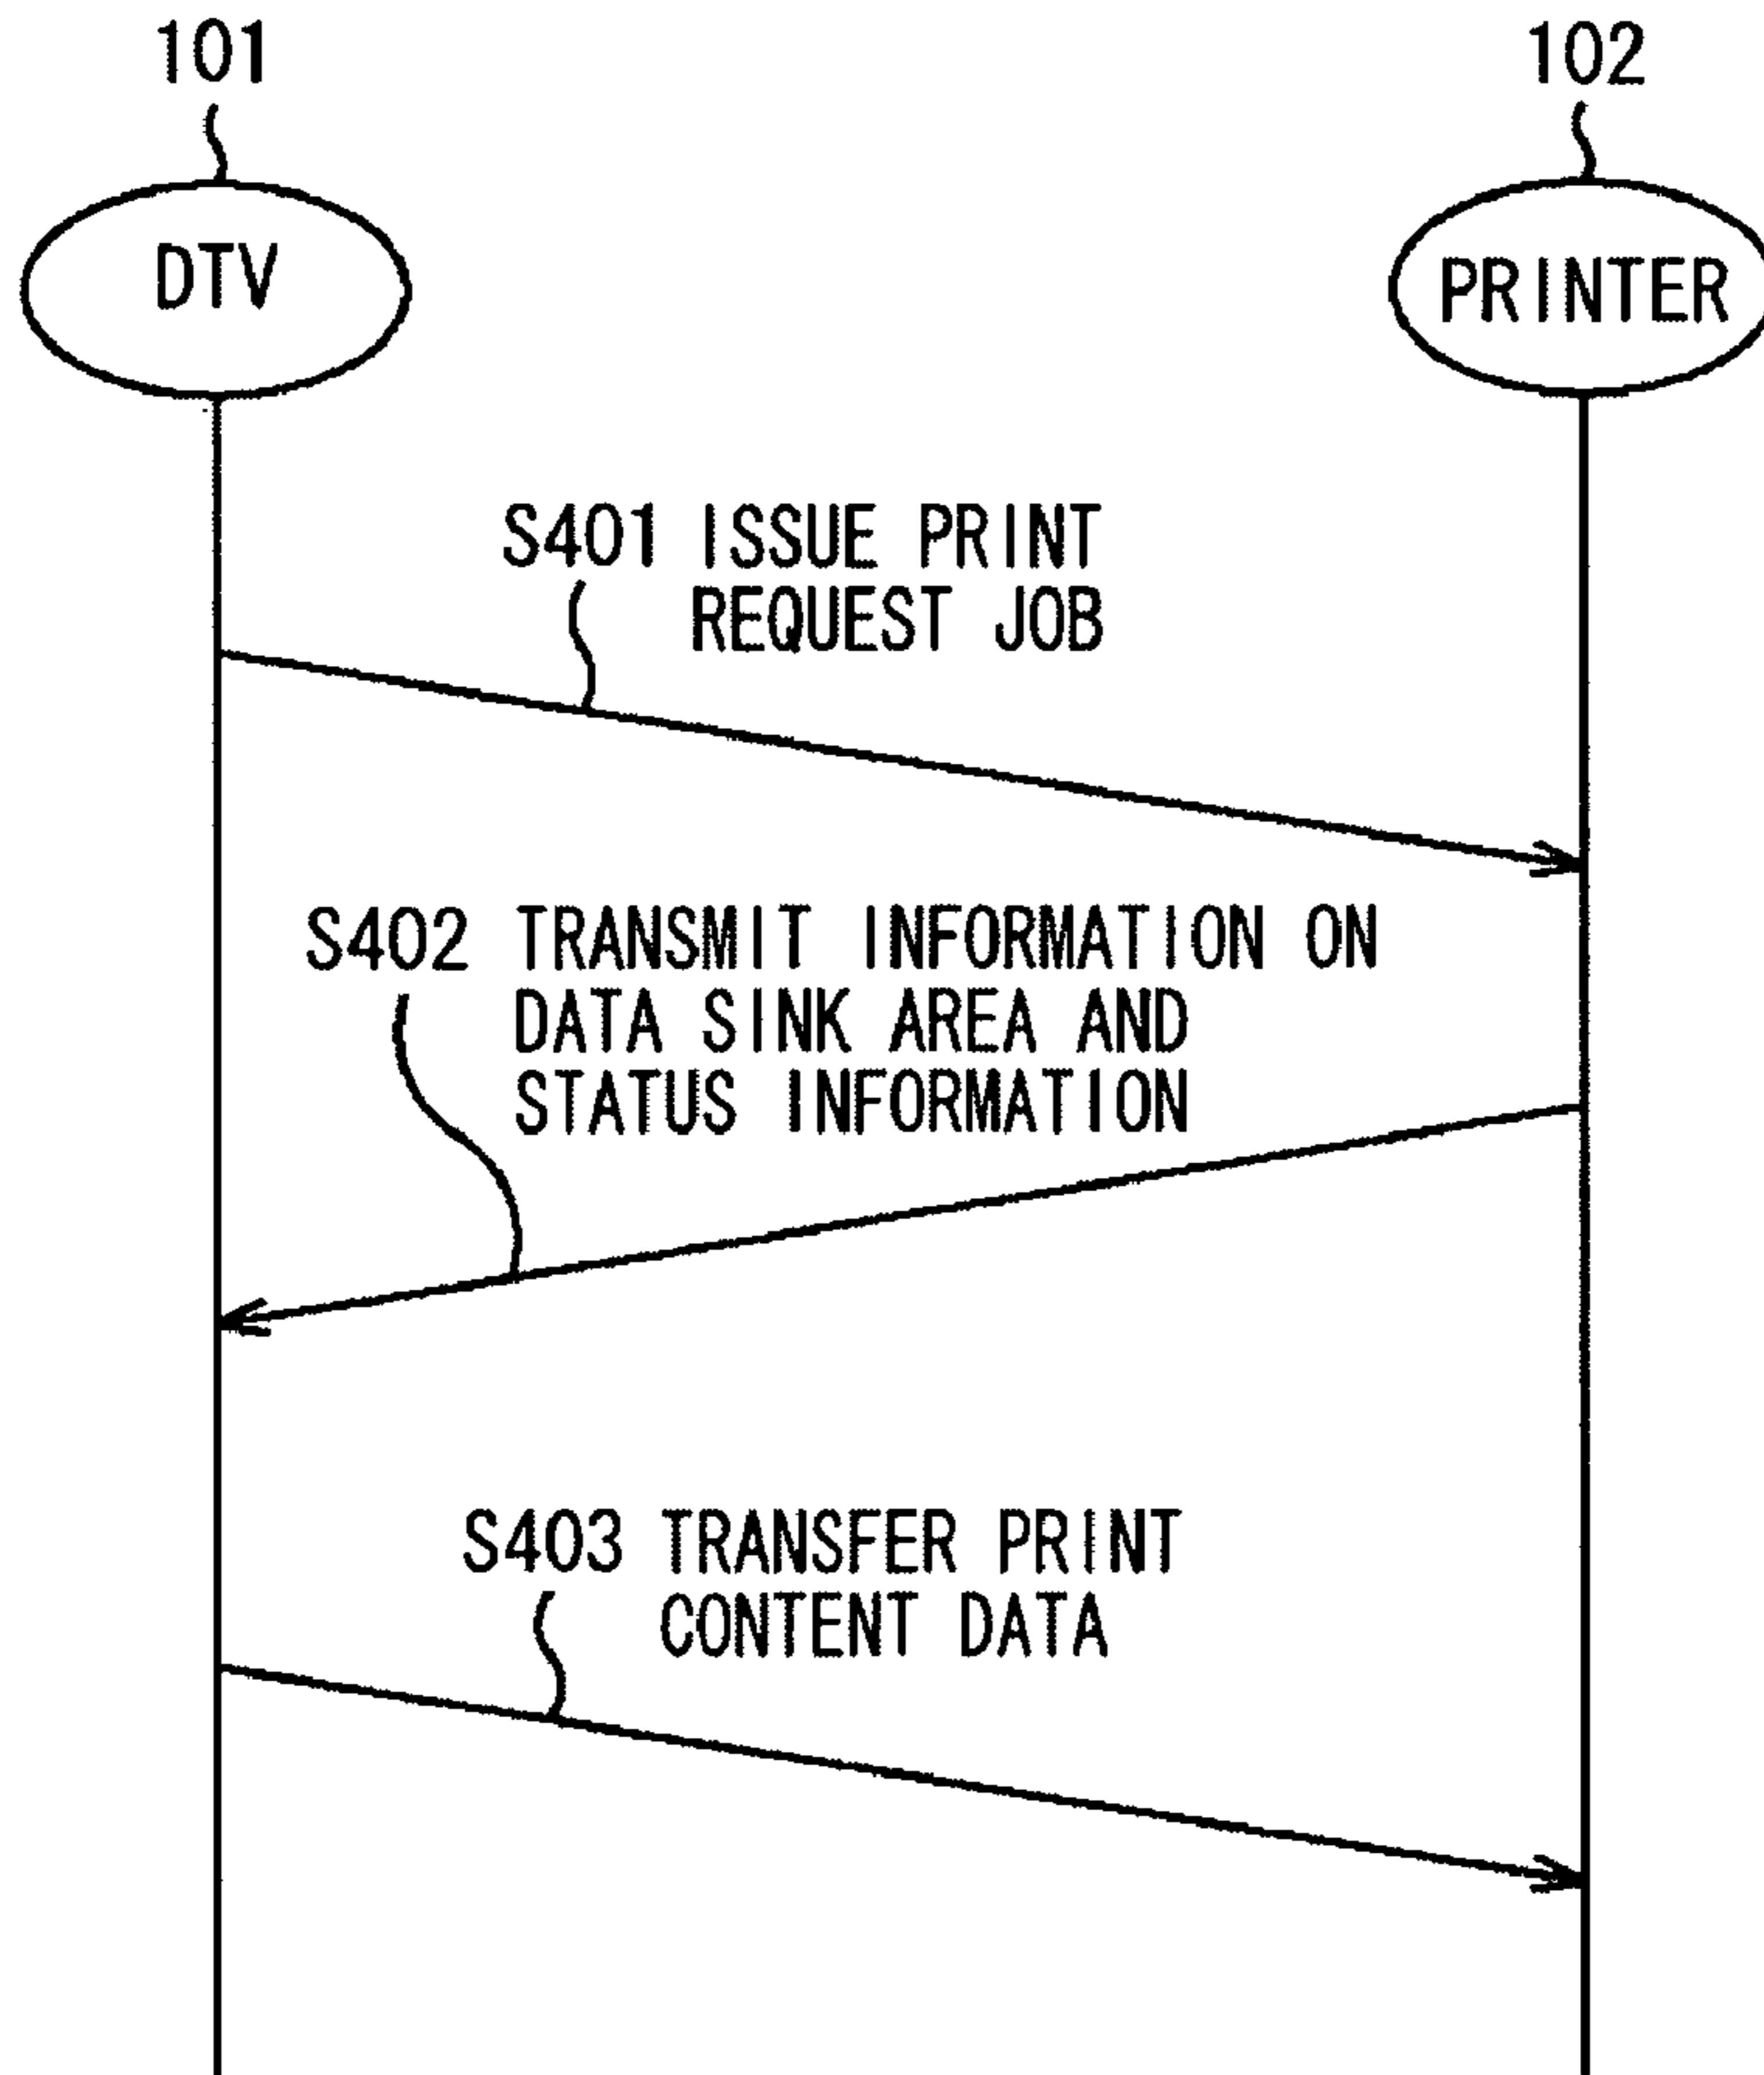 101
102
DTV
PRINTER
S401 ISSUE PRINT
REQUEST JOB
S402 TRANSMIT INFORMATION ON
DATA SINK AREA AND
STATUS INFORMATION
S403 TRANSFER PRINT
CONTENT DATA